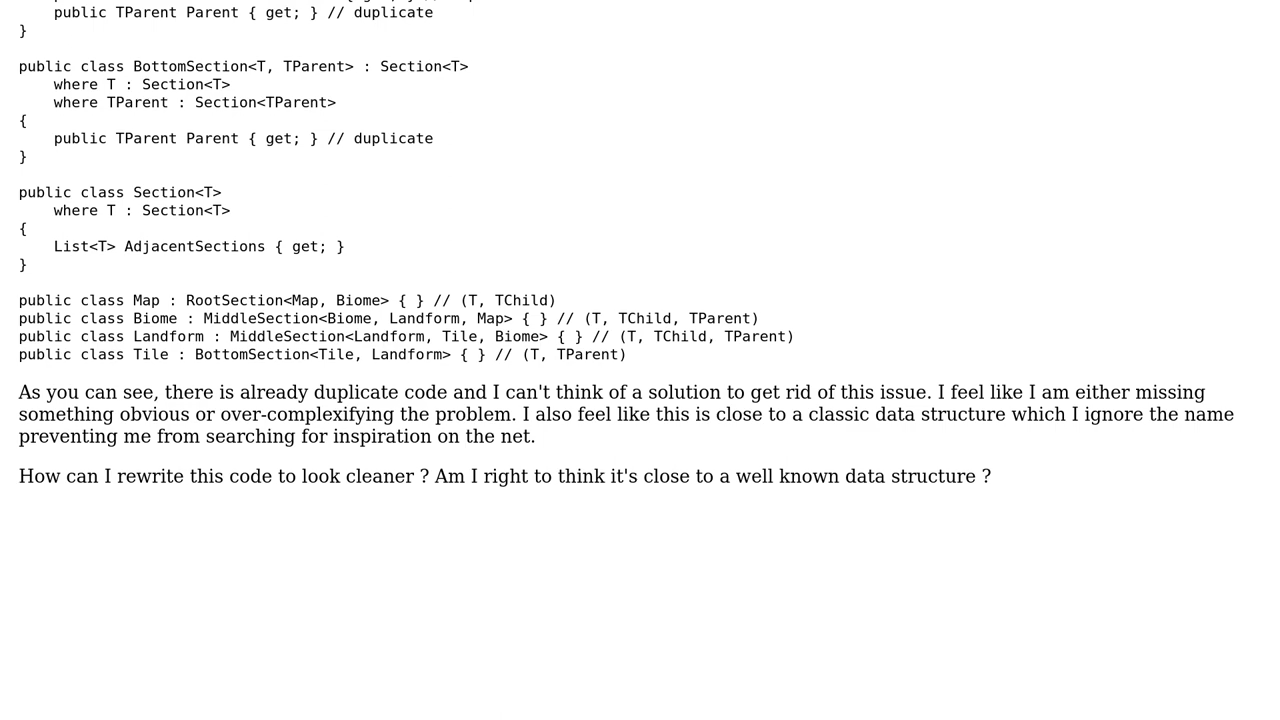 public TParent Parent { get; } // duplicate
}

public class BottomSection<T, TParent> : Section<T>
    where T : Section<T>
    where TParent : Section<TParent>
{
    public TParent Parent { get; } // duplicate
}

public class Section<T>
    where T : Section<T>
{
    List<T> AdjacentSections { get; }
}

public class Map : RootSection<Map, Biome> { } // (T, TChild)
public class Biome : MiddleSection<Biome, Landform, Map> { } // (T, TChild, TParent)
public class Landform : MiddleSection<Landform, Tile, Biome> { } // (T, TChild, TParent)
public class Tile : BottomSection<Tile, Landform> { } // (T, TParent)

As you can see, there is already duplicate code and I can't think of a solution to get rid of this issue. I feel like I am either missing
something obvious or over-complexifying the problem. I also feel like this is close to a classic data structure which I ignore the name
preventing me from searching for inspiration on the net.

How can I rewrite this code to look cleaner ? Am I right to think it's close to a well known data structure ?